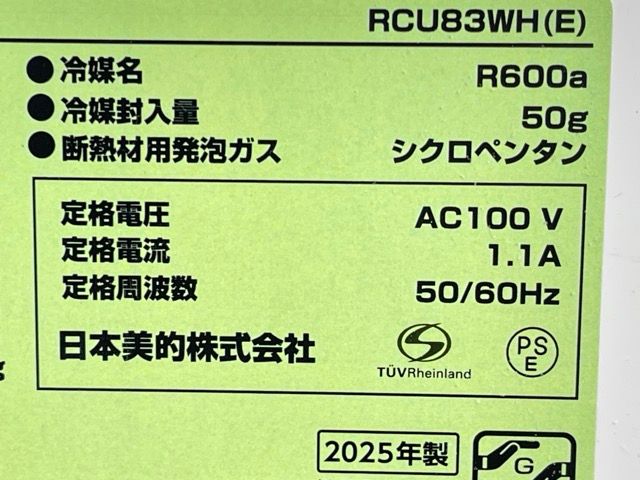 RCU83WH(E)
●冷媒名 R600a
●冷媒封入量 50g
●断熱材用発泡ガス シクロペンタン
定格電圧 AC100 V
定格電流 1.1A
定格周波数 50/60Hz
日本美的株式会社 TÜVRheinland PS E
2025年製 G